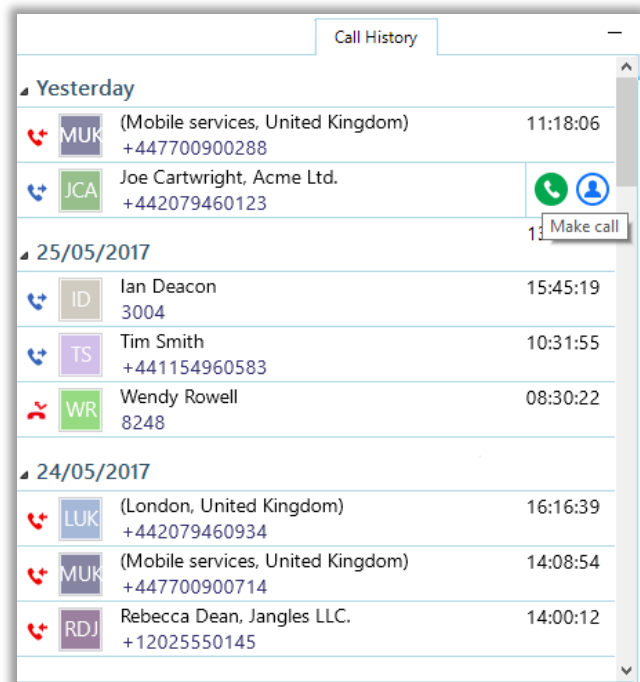 Call History
Yesterday
MUK
(Mobile services, United Kingdom)
11:18:06
+447700900288
JCA
Joe Cartwright, Acme Ltd.
+442079460123
Make call
25/05/2017
ID
Ian Deacon
15:45:19
3004
TS
Tim Smith
10:31:55
+441154960583
WR
Wendy Rowell
08:30:22
8248
24/05/2017
LUK
(London, United Kingdom)
16:16:39
+442079460934
MUK
(Mobile services, United Kingdom)
14:08:54
+447700900714
RDJ
Rebecca Dean, Jangles LLC.
14:00:12
+12025550145